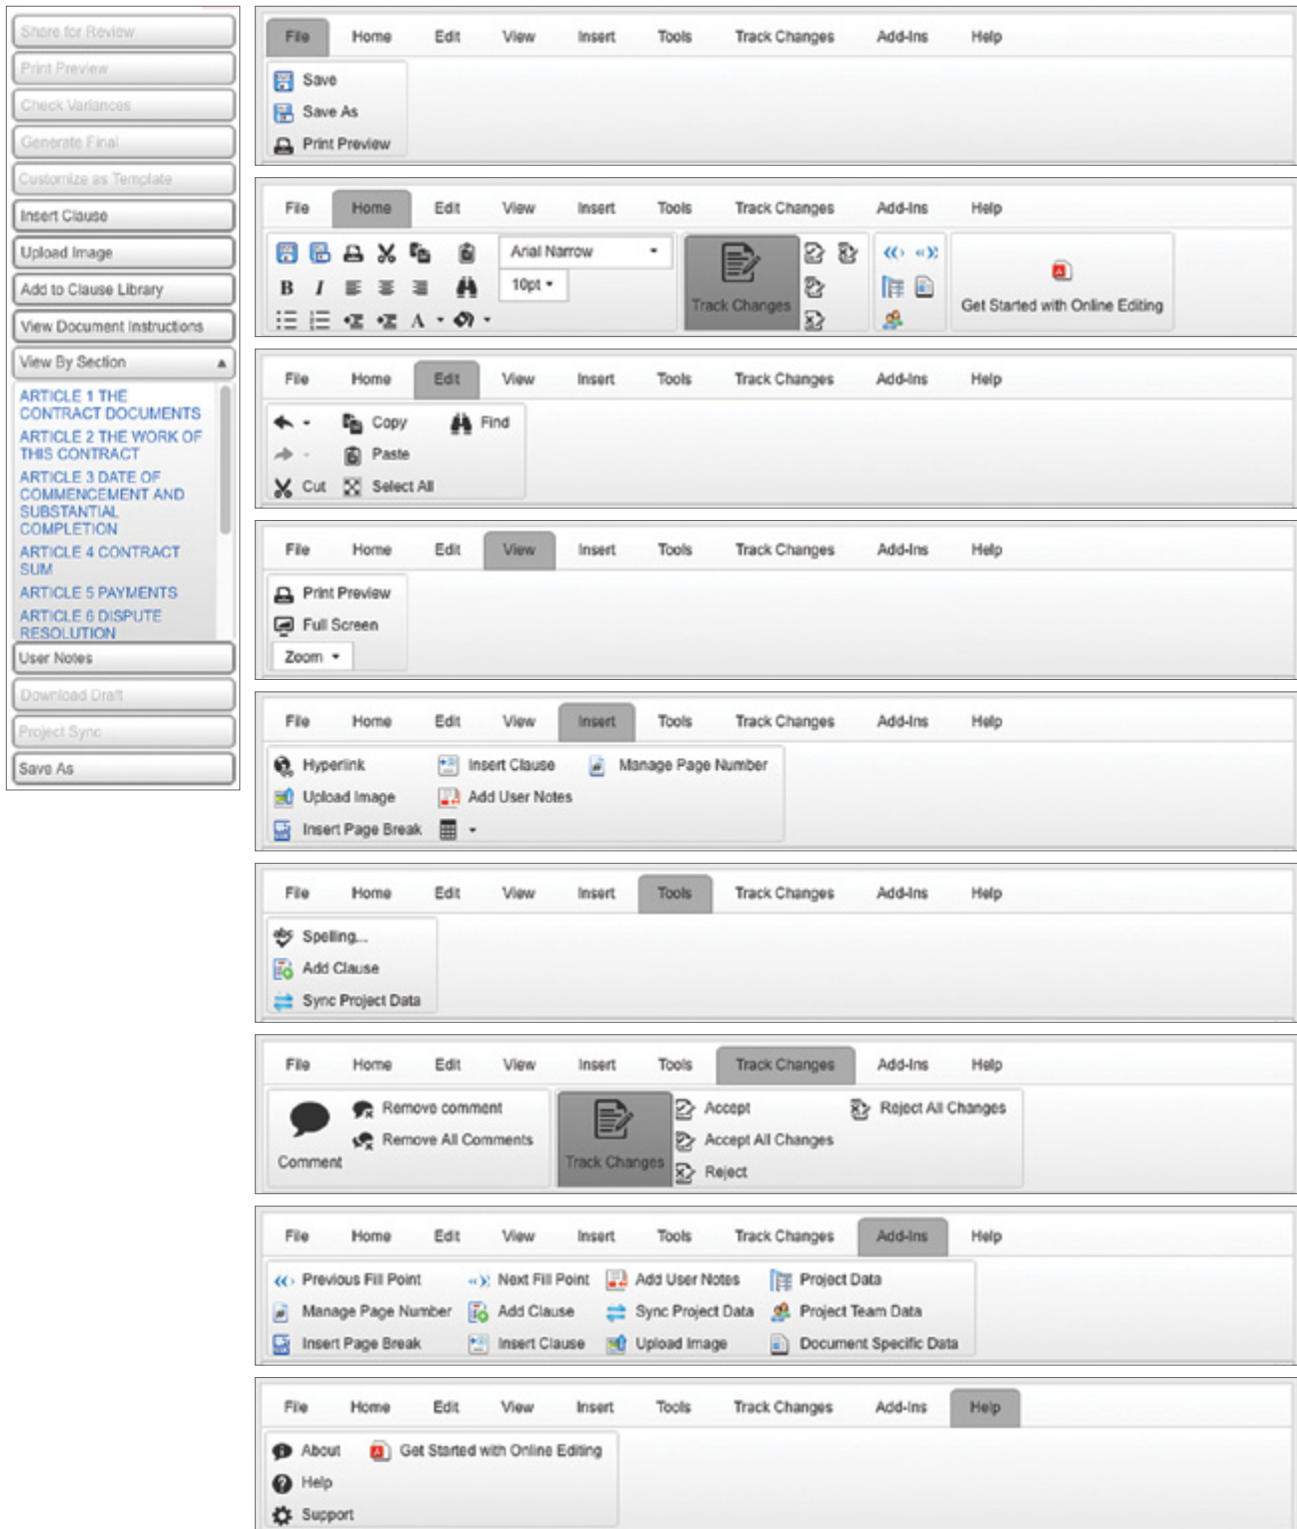 Share for Review
Print Preview
Check Variances
Generate Final
Customize as Template
Insert Clause
Upload Image
Add to Clause Library
View Document Instructions
View By Section
ARTICLE 1 THE
CONTRACT DOCUMENTS
ARTICLE 2 THE WORK OF
THIS CONTRACT
ARTICLE 3 DATE OF
COMMENCEMENT AND
SUBSTANTIAL
COMPLETION
ARTICLE 4 CONTRACT
SUM
ARTICLE 5 PAYMENTS
ARTICLE 6 DISPUTE
RESOLUTION
User Notes
Download Draft
Project Sync
Save As
File Home Edit View Insert Tools Track Changes Add-Ins Help
Save
Save As
Print Preview
File Home Edit View Insert Tools Track Changes Add-Ins Help
Arial Narrow
B I 10pt Track Changes Get Started with Online Editing
A
File Home Edit View Insert Tools Track Changes Add-Ins Help
Copy Find
Paste
Cut Select All
File Home Edit View Insert Tools Track Changes Add-Ins Help
Print Preview
Full Screen
Zoom
File Home Edit View Insert Tools Track Changes Add-Ins Help
Hyperlink Insert Clause Manage Page Number
Upload Image Add User Notes
Insert Page Break
File Home Edit View Insert Tools Track Changes Add-Ins Help
Spelling...
Add Clause
Sync Project Data
File Home Edit View Insert Tools Track Changes Add-Ins Help
Remove comment Accept Reject All Changes
Remove All Comments Accept All Changes
Comment Track Changes Reject
File Home Edit View Insert Tools Track Changes Add-Ins Help
Previous Fill Point Next Fill Point Add User Notes Project Data
Manage Page Number Add Clause Sync Project Data Project Team Data
Insert Page Break Insert Clause Upload Image Document Specific Data
File Home Edit View Insert Tools Track Changes Add-Ins Help
About Get Started with Online Editing
Help
Support